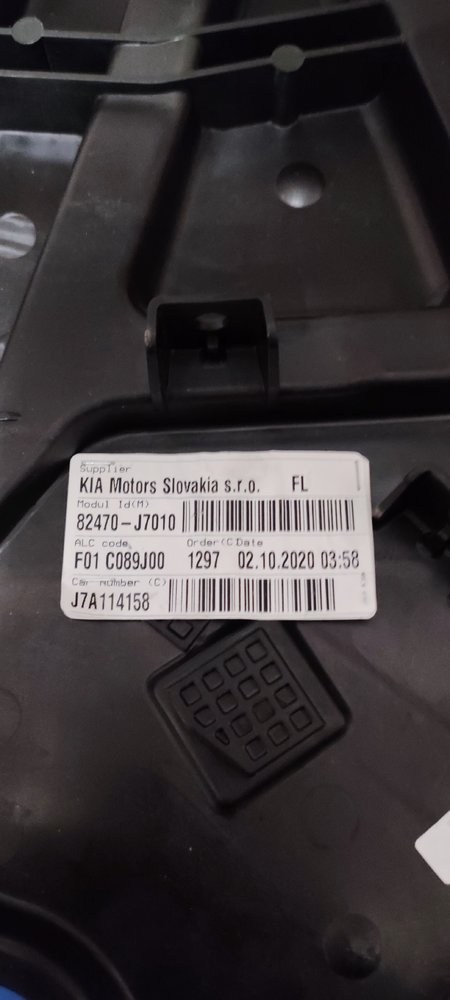 Supplier
KIA Motors Slovakia s.r.o. FL
Modul Id(M)
82470-J7010
ALC code Order(C) Date
F01 C089J00 1297 02.10.2020 03:58
Car number (C)
J7A114158